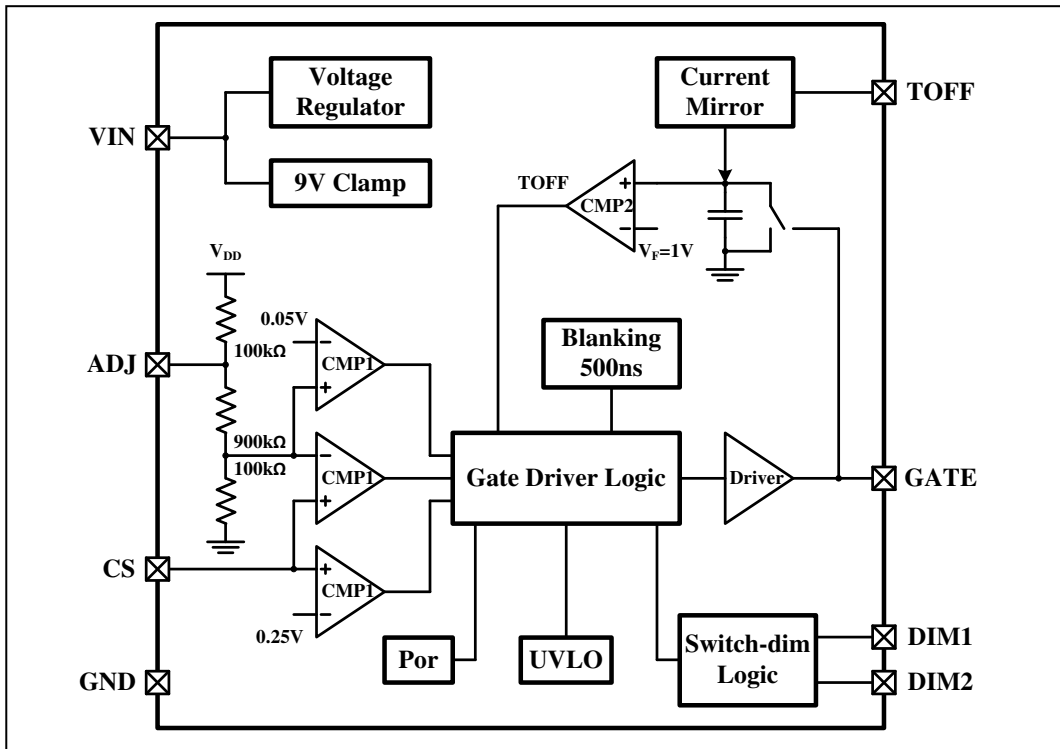 Voltage
Regulator
9V Clamp
Current
Mirror
TOFF
VIN
TOFF
+
CMP2
−
V_F=1V
V_DD
0.05V
−
100kΩ
CMP1
+
ADJ
Blanking
500ns
900kΩ
100kΩ
−
CMP1
+
Gate Driver Logic
Driver
GATE
CS
+
CMP1
−
0.25V
Por
UVLO
Switch-dim
Logic
DIM1
DIM2
GND